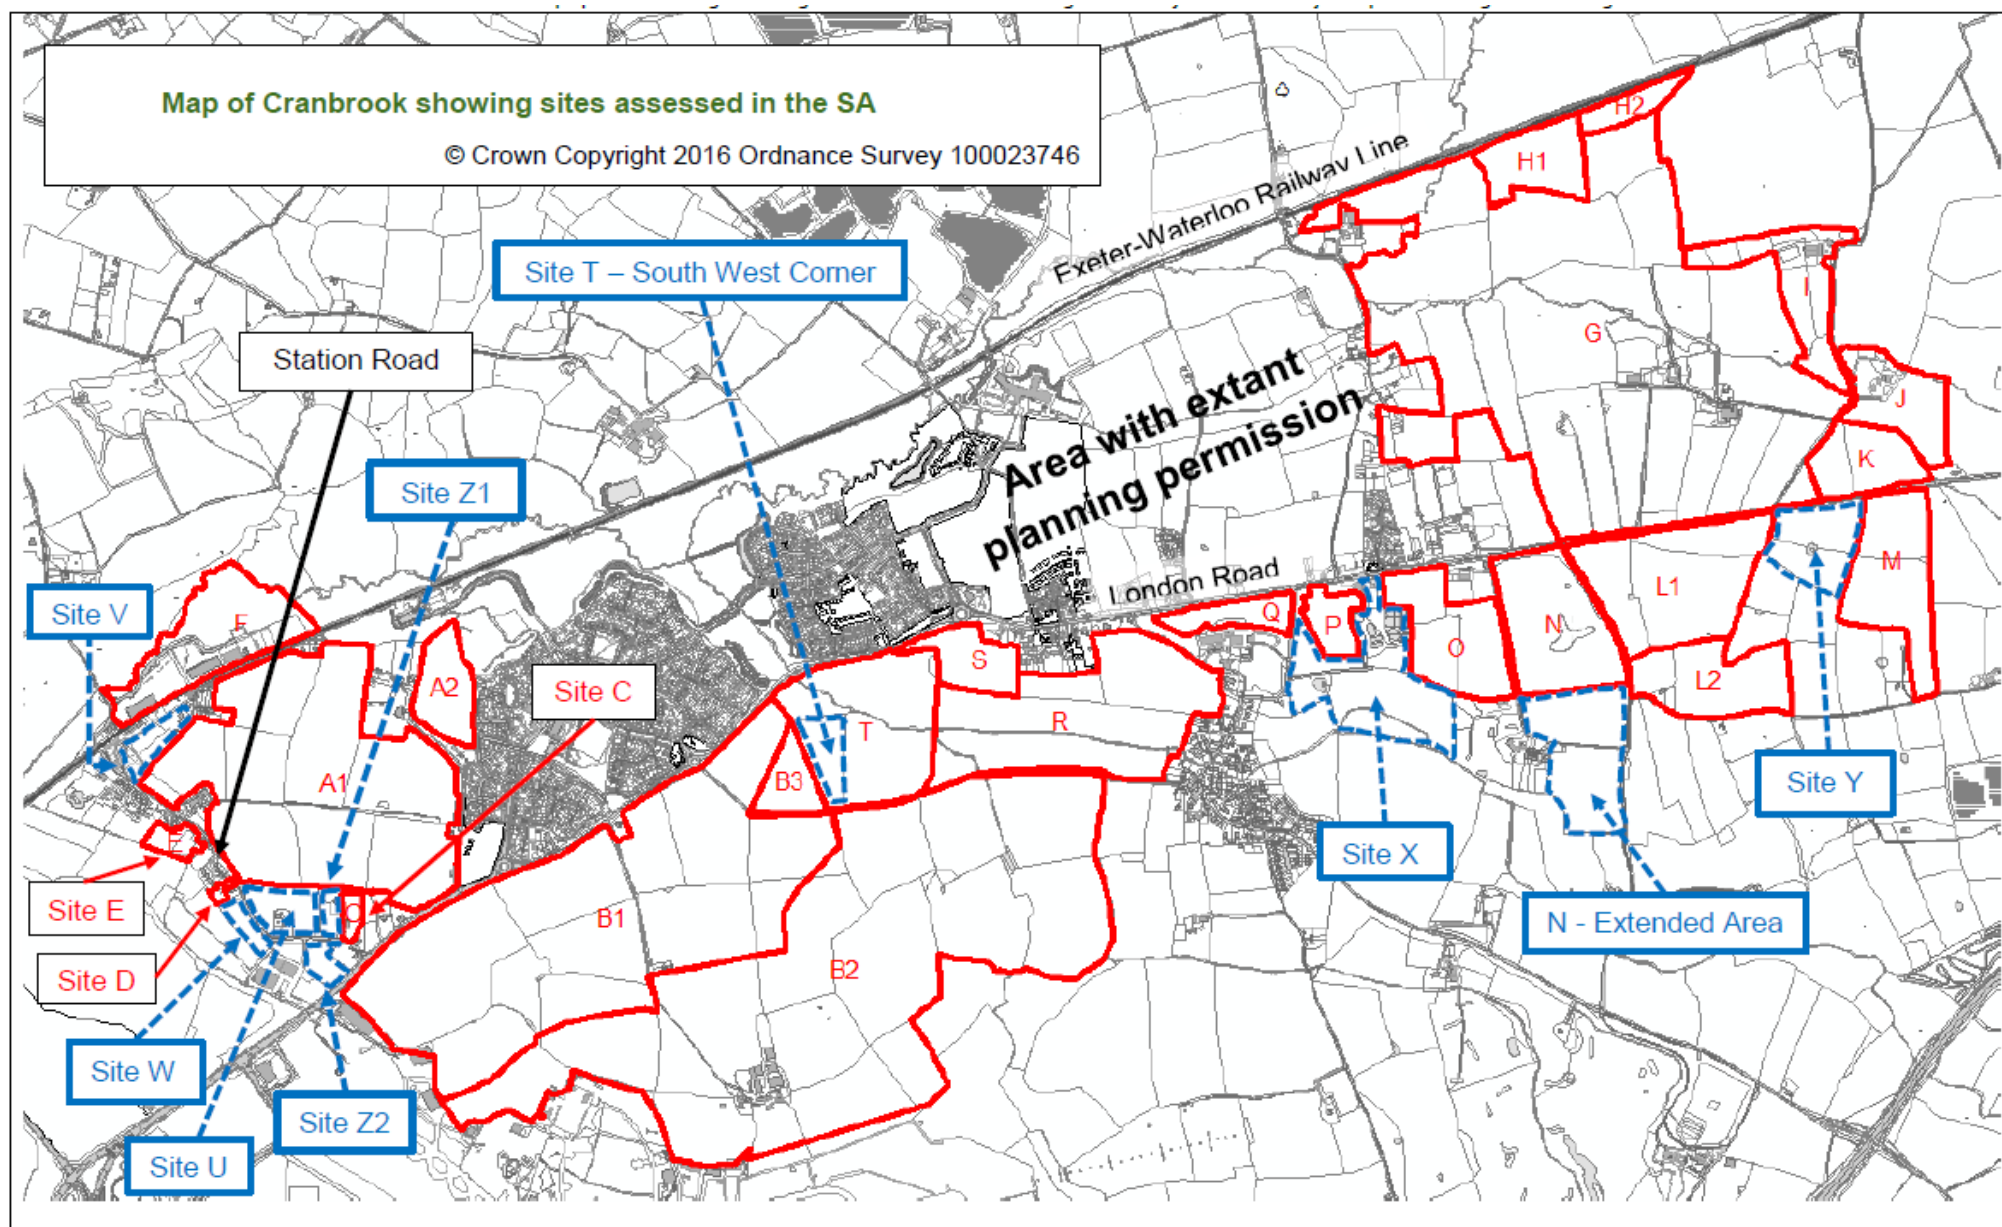 Map of Cranbrook showing sites assessed in the SA
© Crown Copyright 2016 Ordnance Survey 100023746
H2
Exeter-Waterloo Railway Line
H1
Site T – South West Corner
I
G
Station Road
Area with extant
planning permission
J
K
Site Z1
M
London Road
L1
Site V
F
Q
P
N
O
S
A2
Site C
L2
R
T
A1
B3
Site Y
E
Site X
Site E
C
B1
N - Extended Area
B2
Site D
Site W
Site Z2
Site U